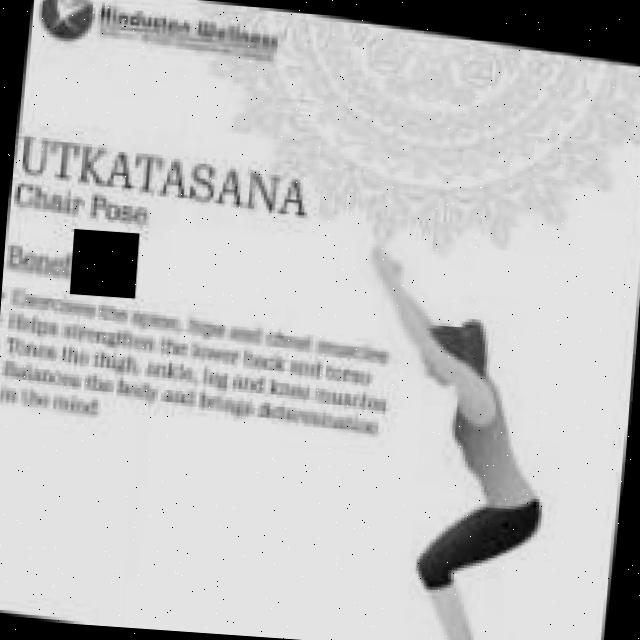 Hindustan Wellness
UTKATASANA
Chair Pose
Exercises the spine, hips and chest muscles
Helps strengthen the lower back and torso
Tones the thigh, ankle, leg and knee muscles
Balances the body and brings determination
in the mind